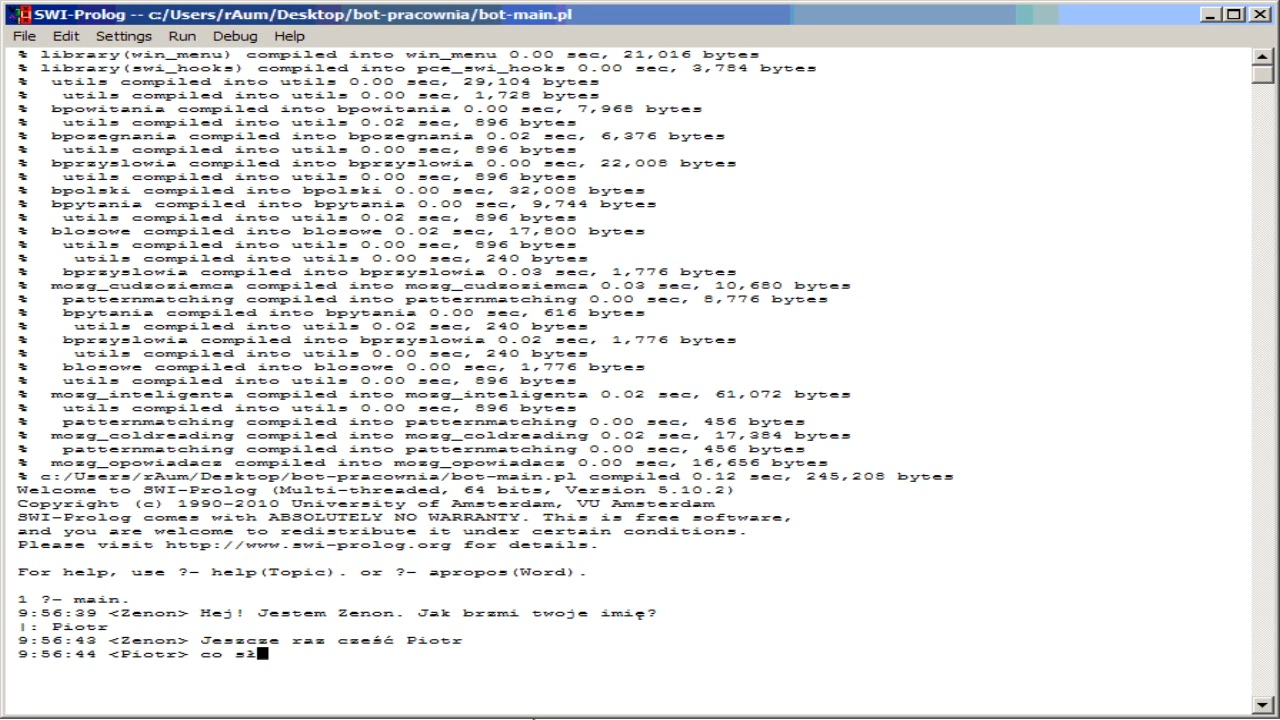 SWI-Prolog -- c:/Users/rAum/Desktop/bot-pracownia/bot-main.pl
File Edit Settings Run Debug Help
% library(win_menu) compiled into win_menu 0.00 sec, 21,016 bytes
% library(swi_hooks) compiled into pce_swi_hooks 0.00 sec, 3,784 bytes
% utils compiled into utils 0.00 sec, 29,104 bytes
% utils compiled into utils 0.00 sec, 1,728 bytes
% bpowitania compiled into bpowitania 0.00 sec, 7,968 bytes
% utils compiled into utils 0.02 sec, 896 bytes
% bpozegnania compiled into bpozegnania 0.02 sec, 6,376 bytes
% utils compiled into utils 0.00 sec, 896 bytes
% bprzyslowia compiled into bprzyslowia 0.00 sec, 22,008 bytes
% utils compiled into utils 0.00 sec, 896 bytes
% bpolski compiled into bpolski 0.00 sec, 32,008 bytes
% bpytania compiled into bpytania 0.00 sec, 9,744 bytes
% utils compiled into utils 0.02 sec, 896 bytes
% blosowe compiled into blosowe 0.02 sec, 17,800 bytes
% utils compiled into utils 0.00 sec, 896 bytes
% utils compiled into utils 0.00 sec, 240 bytes
% bprzyslowia compiled into bprzyslowia 0.03 sec, 1,776 bytes
% mozg_cudzoziemca compiled into mozg_cudzoziemca 0.03 sec, 10,680 bytes
% patternmatching compiled into patternmatching 0.00 sec, 8,776 bytes
% bpytania compiled into bpytania 0.00 sec, 616 bytes
% utils compiled into utils 0.02 sec, 240 bytes
% bprzyslowia compiled into bprzyslowia 0.02 sec, 1,776 bytes
% utils compiled into utils 0.00 sec, 240 bytes
% blosowe compiled into blosowe 0.00 sec, 1,776 bytes
% utils compiled into utils 0.00 sec, 896 bytes
% mozg_inteligenta compiled into mozg_inteligenta 0.02 sec, 61,072 bytes
% utils compiled into utils 0.00 sec, 896 bytes
% patternmatching compiled into patternmatching 0.00 sec, 456 bytes
% mozg_coldreading compiled into mozg_coldreading 0.02 sec, 17,384 bytes
% patternmatching compiled into patternmatching 0.00 sec, 456 bytes
% mozg_opowiadacz compiled into mozg_opowiadacz 0.00 sec, 16,656 bytes
% c:/Users/rAum/Desktop/bot-pracownia/bot-main.pl compiled 0.12 sec, 245,208 bytes
Welcome to SWI-Prolog (Multi-threaded, 64 bits, Version 5.10.2)
Copyright (c) 1990-2010 University of Amsterdam, VU Amsterdam
SWI-Prolog comes with ABSOLUTELY NO WARRANTY. This is free software,
and you are welcome to redistribute it under certain conditions.
Please visit http://www.swi-prolog.org for details.
For help, use ?- help(Topic). or ?- apropos(Word).
1 ?- main.
9:56:39 <Zenon> Hej! Jestem Zenon. Jak brzmi twoje imię?
|: Piotr
9:56:43 <Zenon> Jeszcze raz cześć Piotr
9:56:44 <Piotr> co sł